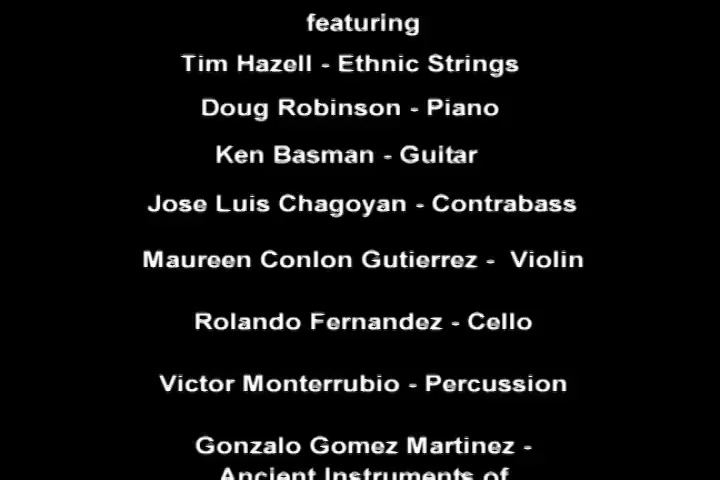 featuring
Tim Hazell - Ethnic Strings
Doug Robinson - Piano
Ken Basman - Guitar
Jose Luis Chagoyan - Contrabass
Maureen Conlon Gutierrez -  Violin
Rolando Fernandez - Cello
Victor Monterrubio - Percussion
Gonzalo Gomez Martinez -
Ancient Instruments of